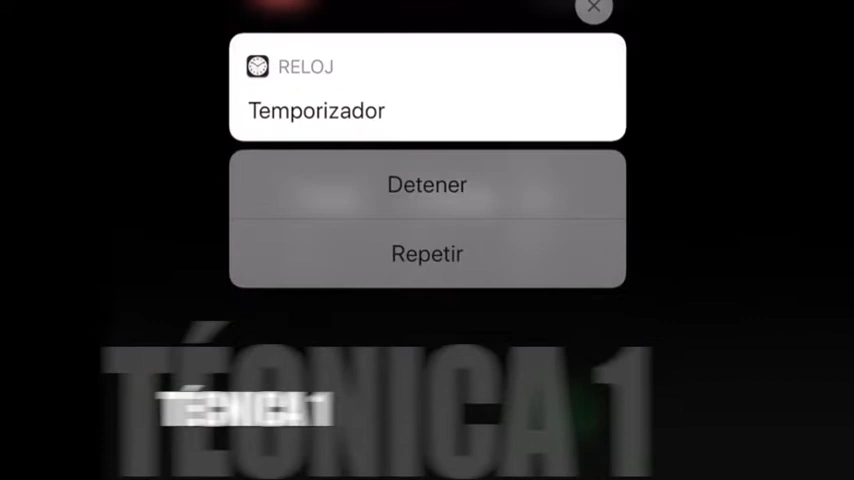 RELOJ
Temporizador
Detener
Repetir
TÉCNICA 1
TÉCNICA 1